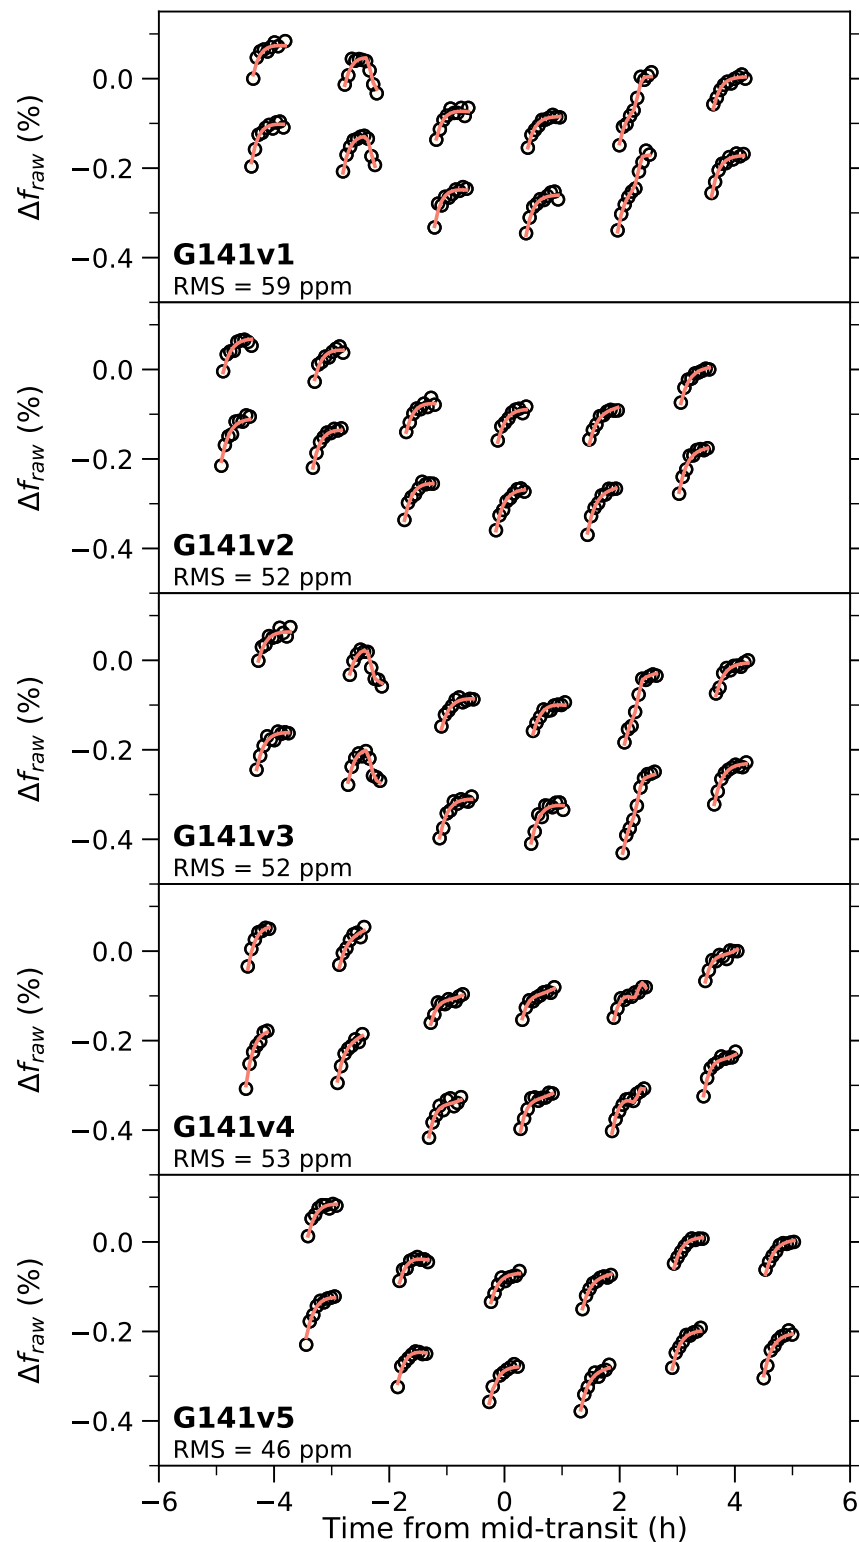 0.0
−0.2
−0.4
Δf_raw (%)
G141v1
RMS = 59 ppm
0.0
−0.2
−0.4
Δf_raw (%)
G141v2
RMS = 52 ppm
0.0
−0.2
−0.4
Δf_raw (%)
G141v3
RMS = 52 ppm
0.0
−0.2
−0.4
Δf_raw (%)
G141v4
RMS = 53 ppm
0.0
−0.2
−0.4
Δf_raw (%)
G141v5
RMS = 46 ppm
−6 −4 −2 0 2 4 6
Time from mid-transit (h)